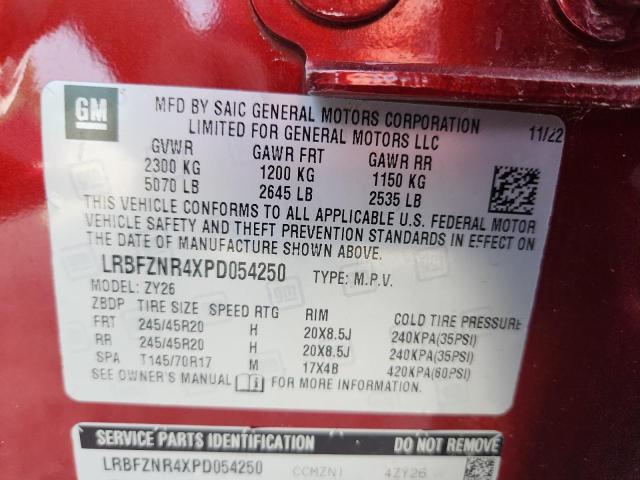 GM
MFD BY SAIC GENERAL MOTORS CORPORATION
LIMITED FOR GENERAL MOTORS LLC
11/22
GVWR GAWR FRT GAWR RR
2300 KG 1200 KG 1150 KG
5070 LB 2645 LB 2535 LB
THIS VEHICLE CONFORMS TO ALL APPLICABLE U.S. FEDERAL MOTOR
VEHICLE SAFETY AND THEFT PREVENTION STANDARDS IN EFFECT ON
THE DATE OF MANUFACTURE SHOWN ABOVE.
LRBFZNR4XPD054250 TYPE: M.P.V.
MODEL: ZY26
ZBDP TIRE SIZE SPEED RTG RIM COLD TIRE PRESSURE
FRT 245/45R20 H 20X8.5J 240KPA(35PSI)
RR 245/45R20 H 20X8.5J 240KPA(35PSI)
SPA T145/70R17 M 17X4B 420KPA(60PSI)
SEE OWNER'S MANUAL FOR MORE INFORMATION.
SERVICE PARTS IDENTIFICATION DO NOT REMOVE
LRBFZNR4XPD054250 CCMZN1 4ZY26